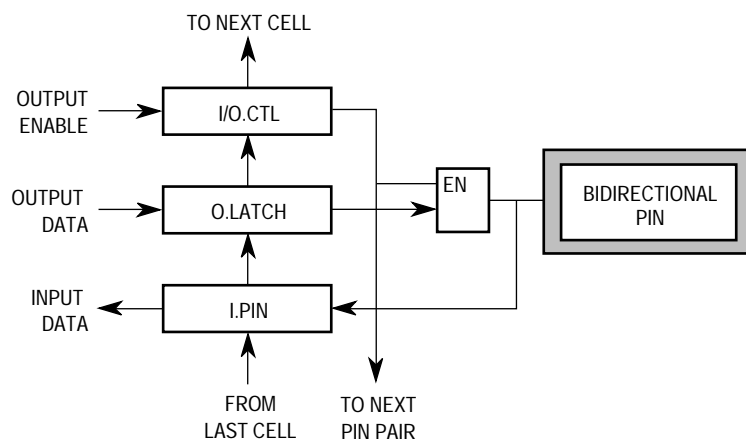 TO NEXT CELL
OUTPUT
ENABLE
I/O.CTL
OUTPUT
DATA
O.LATCH
EN
BIDIRECTIONAL
PIN
INPUT
DATA
I.PIN
FROM
LAST CELL
TO NEXT
PIN PAIR